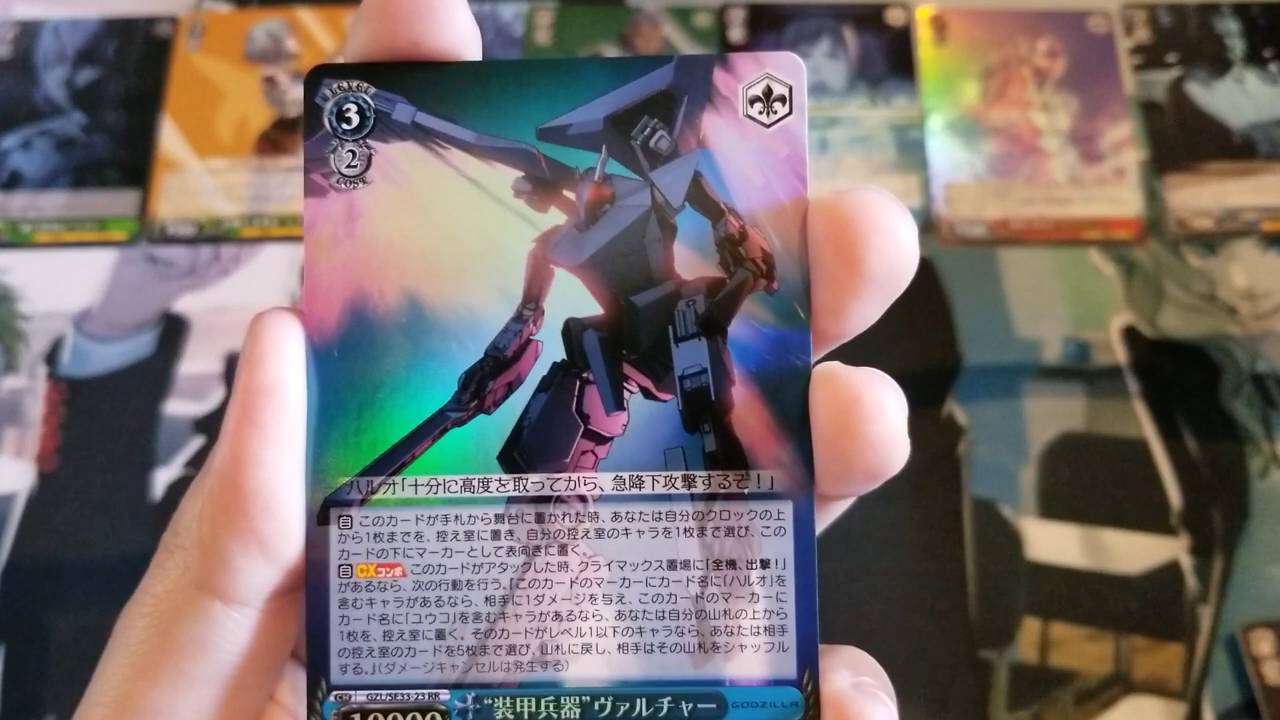 LEVEL
3
2
COST
ハルオ「十分に高度を取ってから、急降下攻撃するぞ！」
自 このカードが手札から舞台に置かれた時、あなたは自分のクロックの上
から1枚までを、控え室に置き、自分の控え室のキャラを1枚まで選び、この
カードの下にマーカーとして表向きに置く。
自 CXコンボ このカードがアタックした時、クライマックス置場に「全機、出撃！」
があるなら、次の行動を行う。『このカードのマーカーにカード名に「ハルオ」を
含むキャラがあるなら、相手に1ダメージを与え、このカードのマーカーに
カード名に「ユウコ」を含むキャラがあるなら、あなたは自分の山札の上から
1枚を、控え室に置く。そのカードがレベル1以下のキャラなら、あなたは相手
の控え室のカードを5枚まで選び、山札に戻し、相手はその山札をシャッフル
する。』（ダメージキャンセルは発生する）
CH GZL/SE33-23 RR
10000
“装甲兵器”ヴァルチャー
GODZILLA